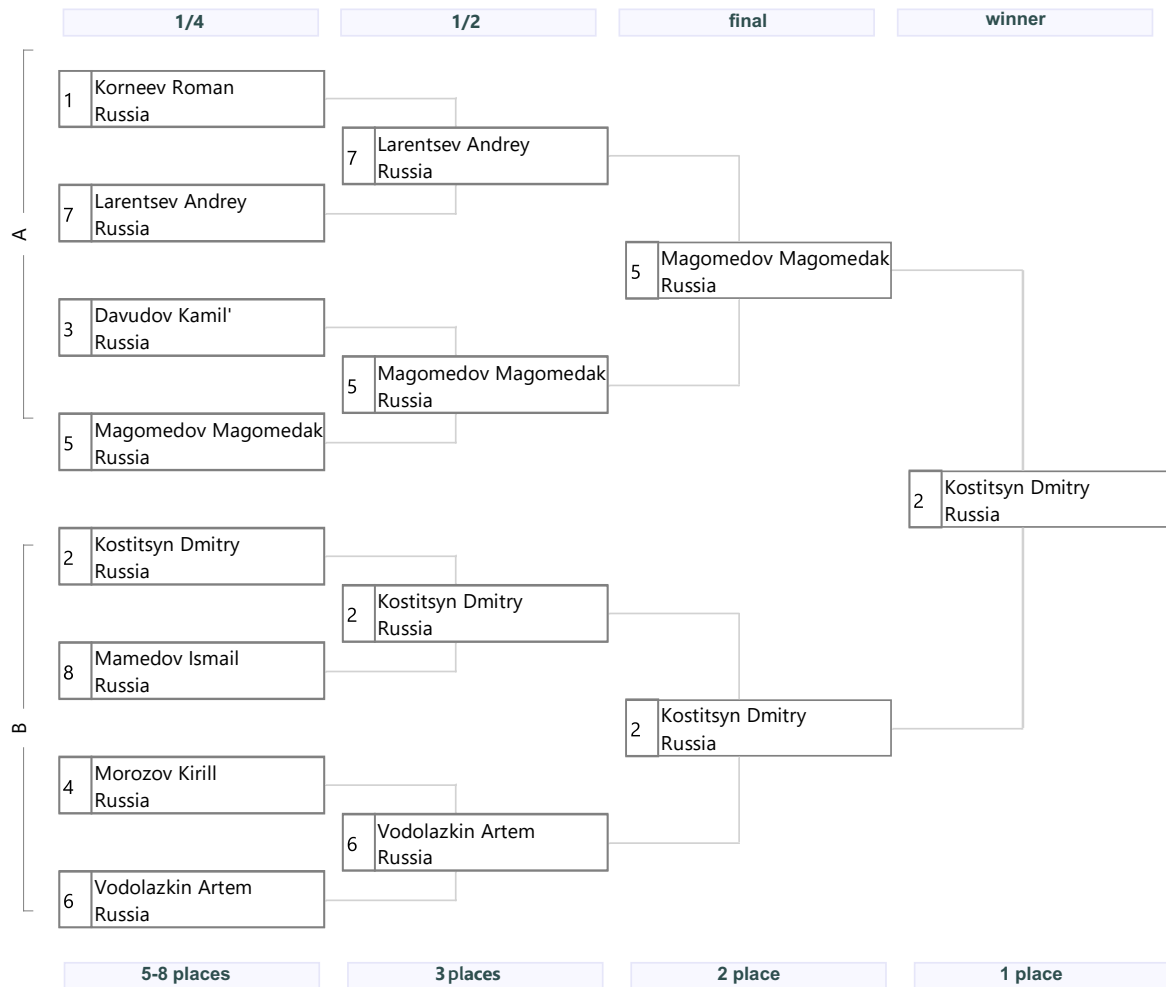 1/4
1/2
final
winner
A
1
Korneev Roman
Russia
7
Larentsev Andrey
Russia
3
Davudov Kamil'
Russia
5
Magomedov Magomedak
Russia
B
2
Kostitsyn Dmitry
Russia
8
Mamedov Ismail
Russia
4
Morozov Kirill
Russia
6
Vodolazkin Artem
Russia
7
Larentsev Andrey
Russia
5
Magomedov Magomedak
Russia
2
Kostitsyn Dmitry
Russia
6
Vodolazkin Artem
Russia
5
Magomedov Magomedak
Russia
2
Kostitsyn Dmitry
Russia
2
Kostitsyn Dmitry
Russia
5-8 places
3 places
2 place
1 place